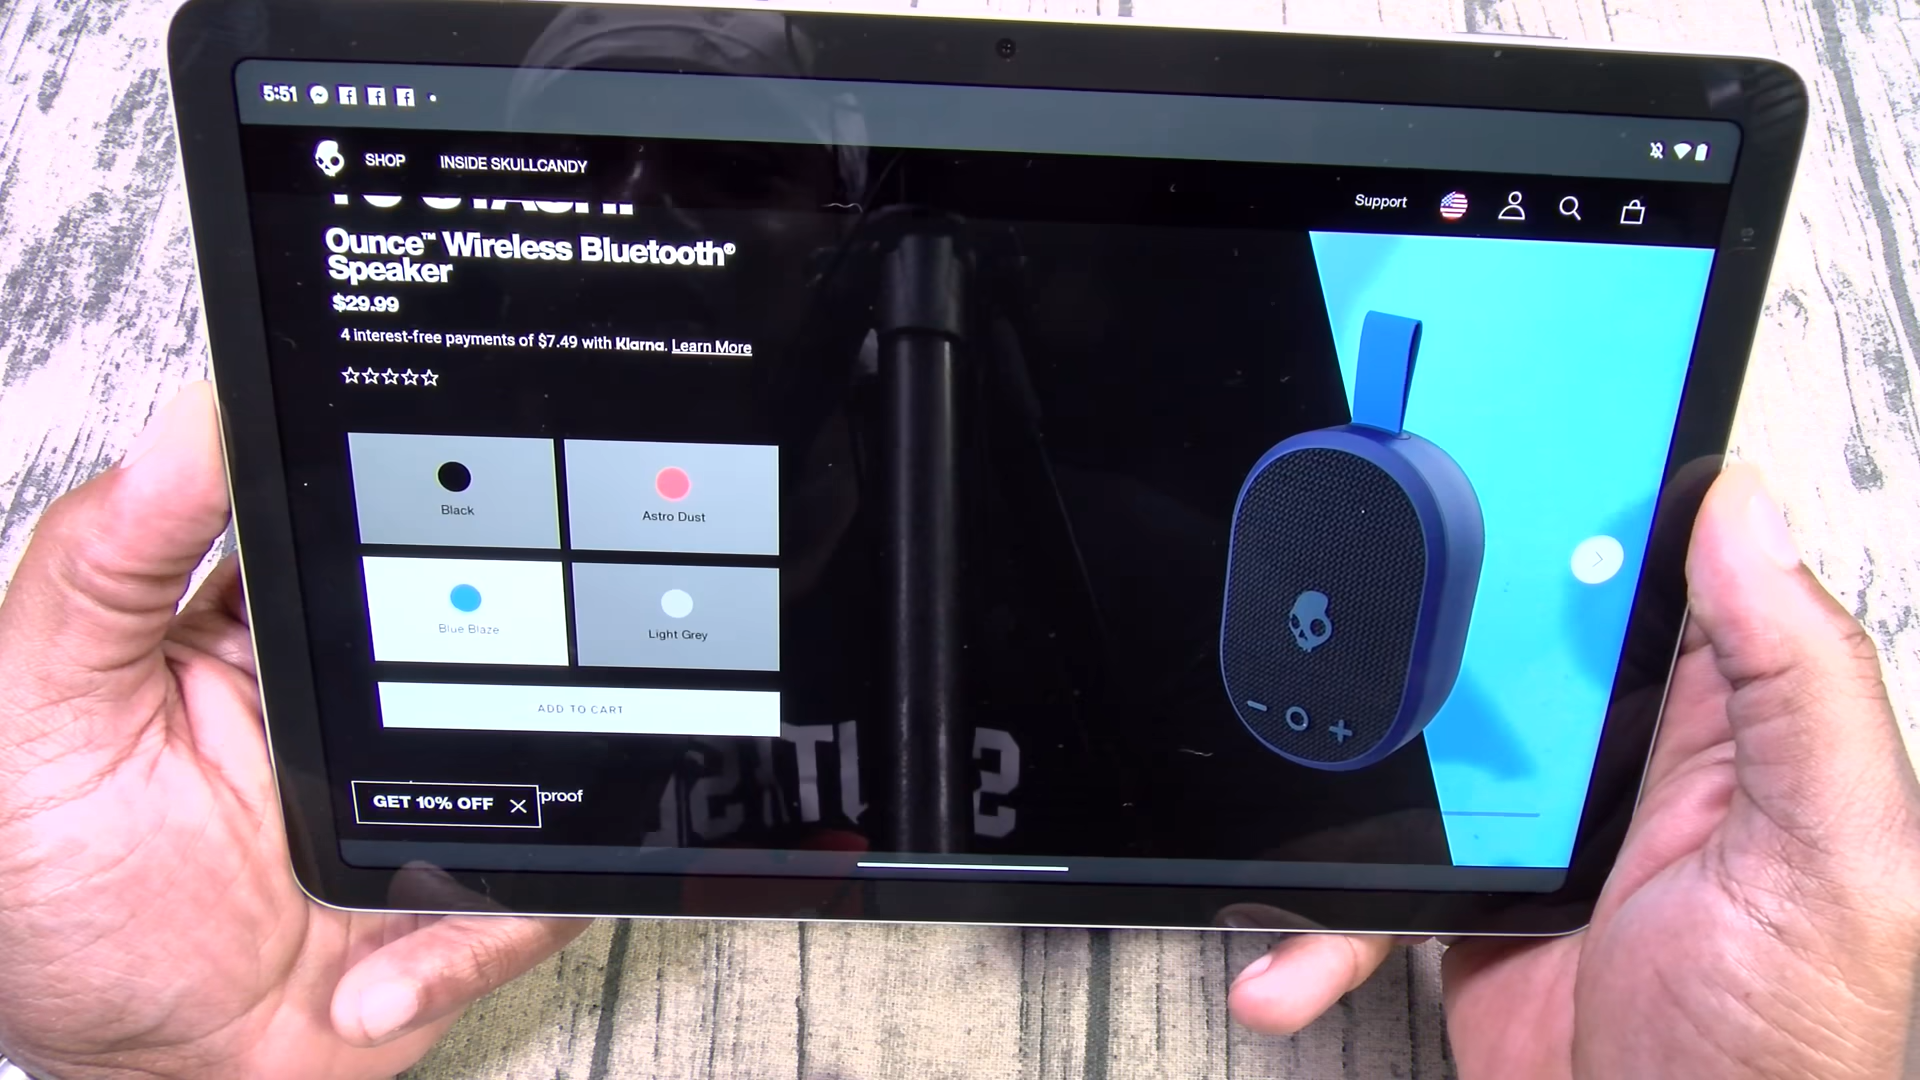 5:51
SHOP INSIDE SKULLCANDY
Support
Ounce™ Wireless Bluetooth®
Speaker
$29.99
4 interest-free payments of $7.49 with Klarna. Learn More
Black
Astro Dust
Blue Blaze
Light Grey
ADD TO CART
GET 10% OFF
rproof